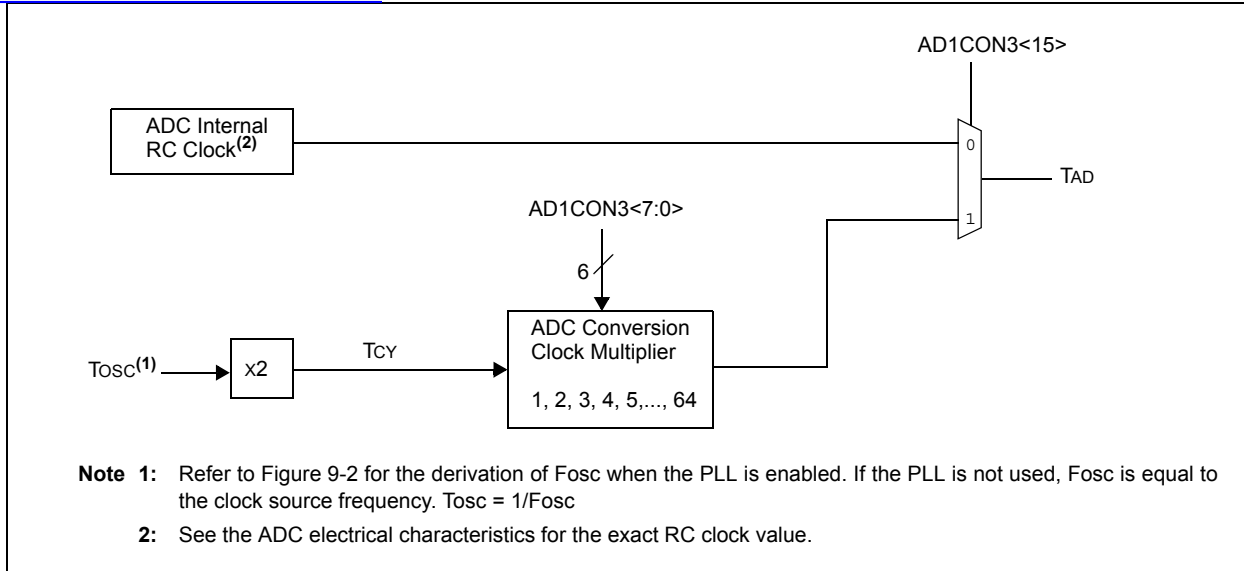 AD1CON3<15>
ADC Internal
RC Clock(2)
0
TAD
AD1CON3<7:0>
1
6
ADC Conversion
Clock Multiplier
TOSC(1)
X2
TCY
1, 2, 3, 4, 5,..., 64
Note 1: Refer to Figure 9-2 for the derivation of Fosc when the PLL is enabled. If the PLL is not used, Fosc is equal to
the clock source frequency. Tosc = 1/Fosc
2: See the ADC electrical characteristics for the exact RC clock value.